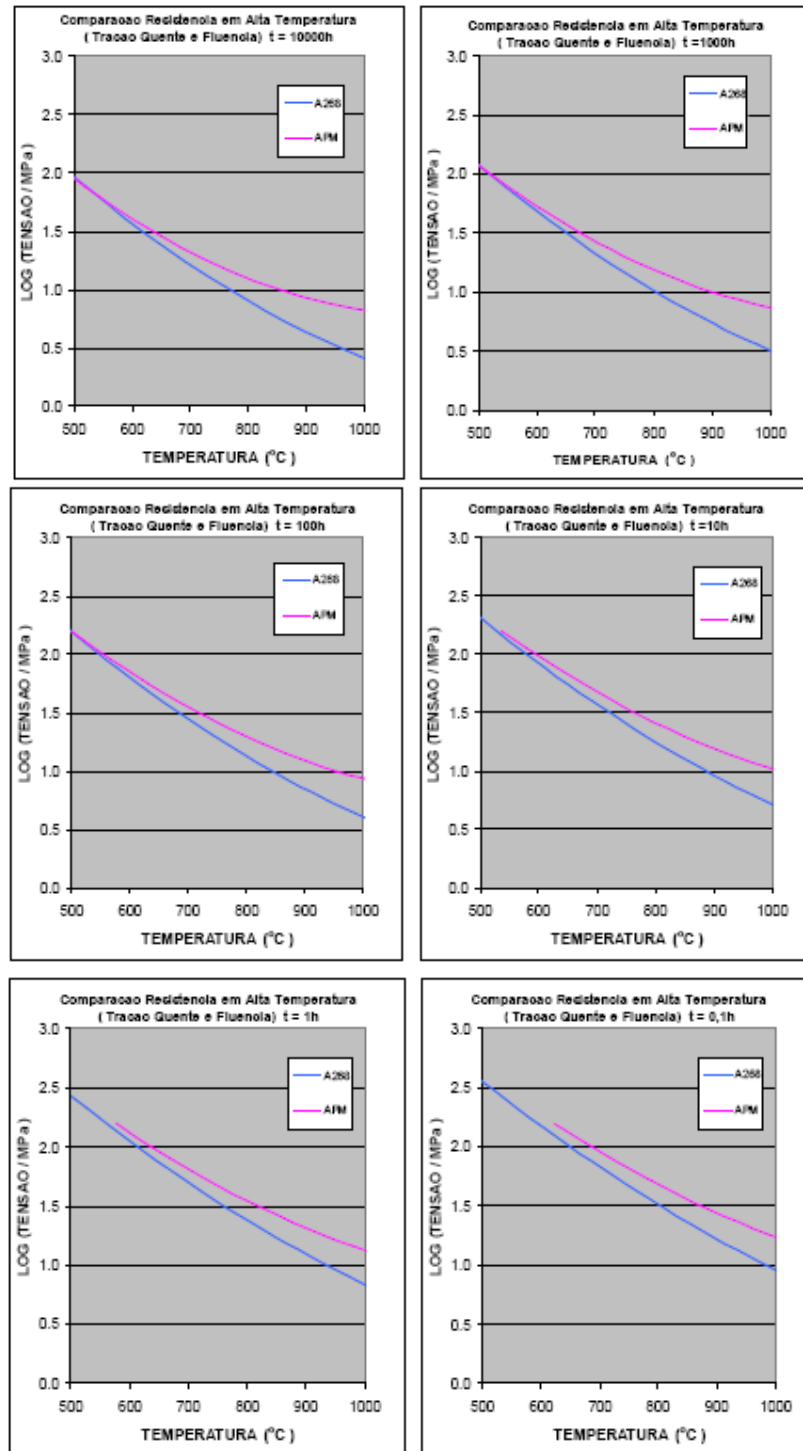 Comparacao Resistencia em Alta Temperatura
( Tracao Quente e Fluencia) t = 10000h
3.0
2.5
2.0
1.5
1.0
0.5
0.0
LOG (TENSAO / MPa )
A268
APM
500 600 700 800 900 1000
TEMPERATURA (°C )
Comparacao Resistencia em Alta Temperatura
( Tracao Quente e Fluencia) t =1000h
3.0
2.5
2.0
1.5
1.0
0.5
0.0
LOG (TENSAO / MPa )
A268
APM
500 600 700 800 900 1000
TEMPERATURA (°C )
Comparacao Resistencia em Alta Temperatura
( Tracao Quente e Fluencia) t = 100h
3.0
2.5
2.0
1.5
1.0
0.5
0.0
LOG (TENSAO / MPa )
A268
APM
500 600 700 800 900 1000
TEMPERATURA (°C )
Comparacao Resistencia em Alta Temperatura
( Tracao Quente e Fluencia) t =10h
3.0
2.5
2.0
1.5
1.0
0.5
0.0
LOG (TENSAO / MPa )
A268
APM
500 600 700 800 900 1000
TEMPERATURA (°C )
Comparacao Resistencia em Alta Temperatura
( Tracao Quente e Fluencia) t = 1h
3.0
2.5
2.0
1.5
1.0
0.5
0.0
LOG (TENSAO / MPa )
A268
APM
500 600 700 800 900 1000
TEMPERATURA (°C )
Comparacao Resistencia em Alta Temperatura
( Tracao Quente e Fluencia) t = 0,1h
3.0
2.5
2.0
1.5
1.0
0.5
0.0
LOG (TENSAO / MPa )
A268
APM
500 600 700 800 900 1000
TEMPERATURA (°C )